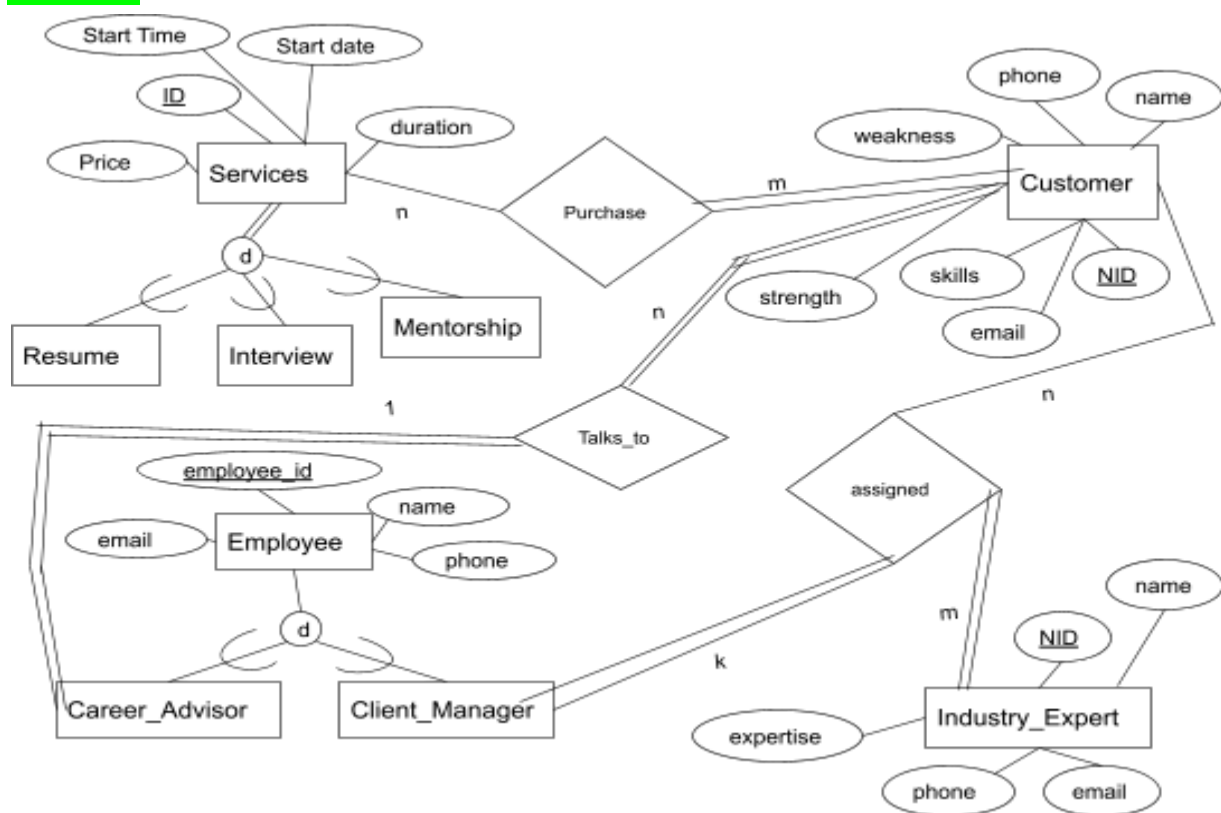 Start Time
Start date
ID
duration
Price
Services
n
Purchase
m
phone
name
weakness
Customer
strength
skills
NID
email
d
Resume
Interview
Mentorship
n
n
1
Talks_to
assigned
employee_id
name
email
Employee
phone
d
Career_Advisor
Client_Manager
k
m
name
NID
Industry_Expert
expertise
phone
email